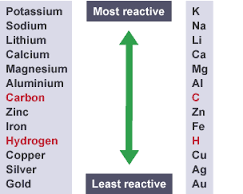 Potassium Most reactive K
Sodium Na
Lithium Li
Calcium Ca
Magnesium Mg
Aluminium Al
Carbon C
Zinc Zn
Iron Fe
Hydrogen H
Copper Cu
Silver Ag
Gold Least reactive Au